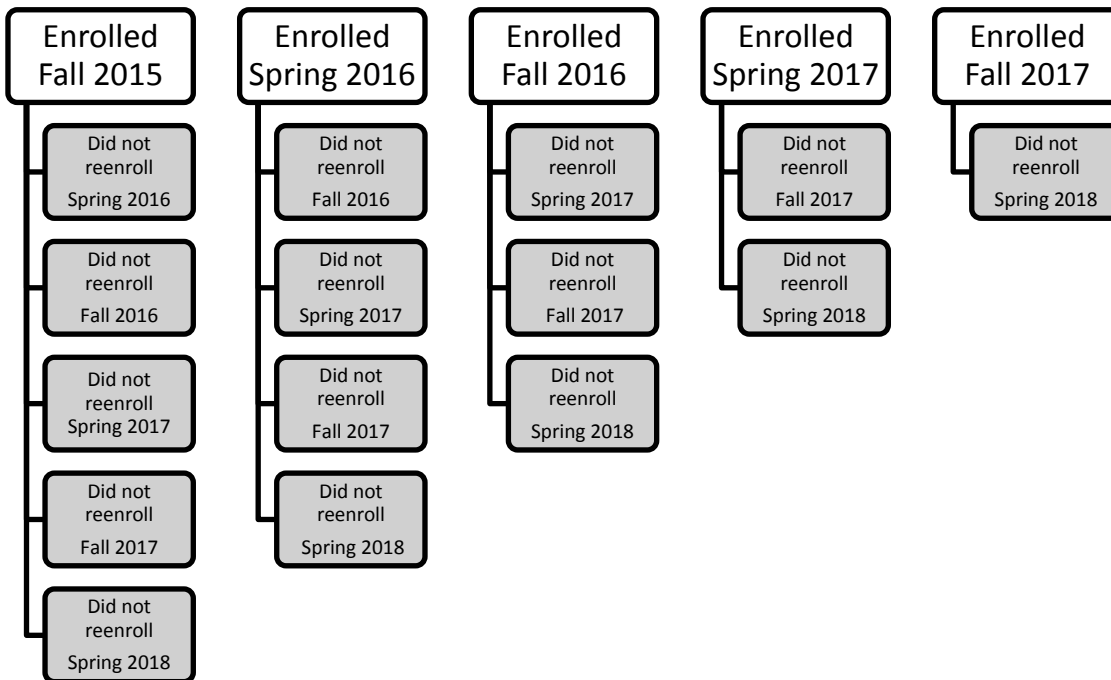 Enrolled
Fall 2015
Did not
reenroll
Spring 2016
Did not
reenroll
Fall 2016
Did not
reenroll
Spring 2017
Did not
reenroll
Fall 2017
Did not
reenroll
Spring 2018
Enrolled
Spring 2016
Did not
reenroll
Fall 2016
Did not
reenroll
Spring 2017
Did not
reenroll
Fall 2017
Did not
reenroll
Spring 2018
Enrolled
Fall 2016
Did not
reenroll
Spring 2017
Did not
reenroll
Fall 2017
Did not
reenroll
Spring 2018
Enrolled
Spring 2017
Did not
reenroll
Fall 2017
Did not
reenroll
Spring 2018
Enrolled
Fall 2017
Did not
reenroll
Spring 2018